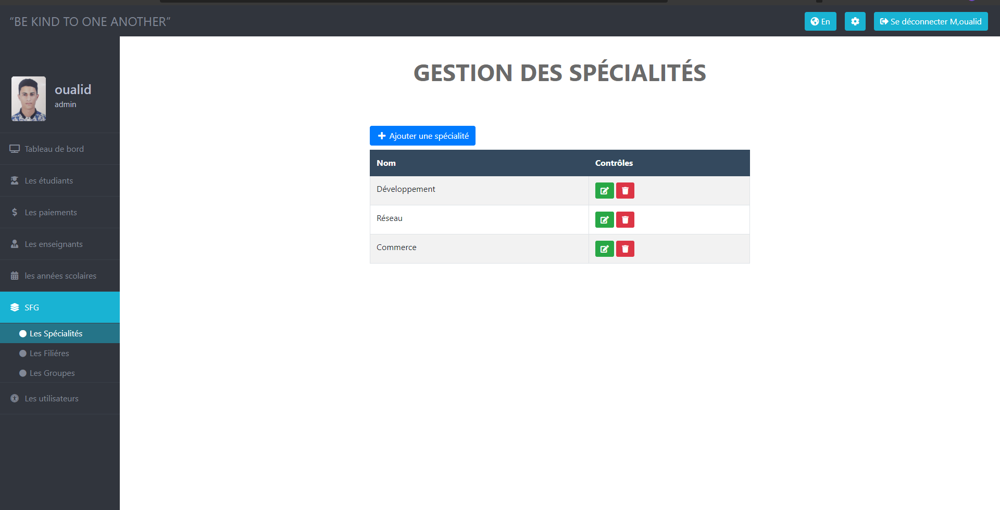 “BE KIND TO ONE ANOTHER”
En
Se déconnecter M,oualid
oualid
admin
Tableau de bord
Les étudiants
Les paiements
Les enseignants
les années scolaires
SFG
Les Spécialités
Les Filiéres
Les Groupes
Les utilisateurs
GESTION DES SPÉCIALITÉS
Ajouter une spécialité
Nom Contrôles
Développement
Réseau
Commerce